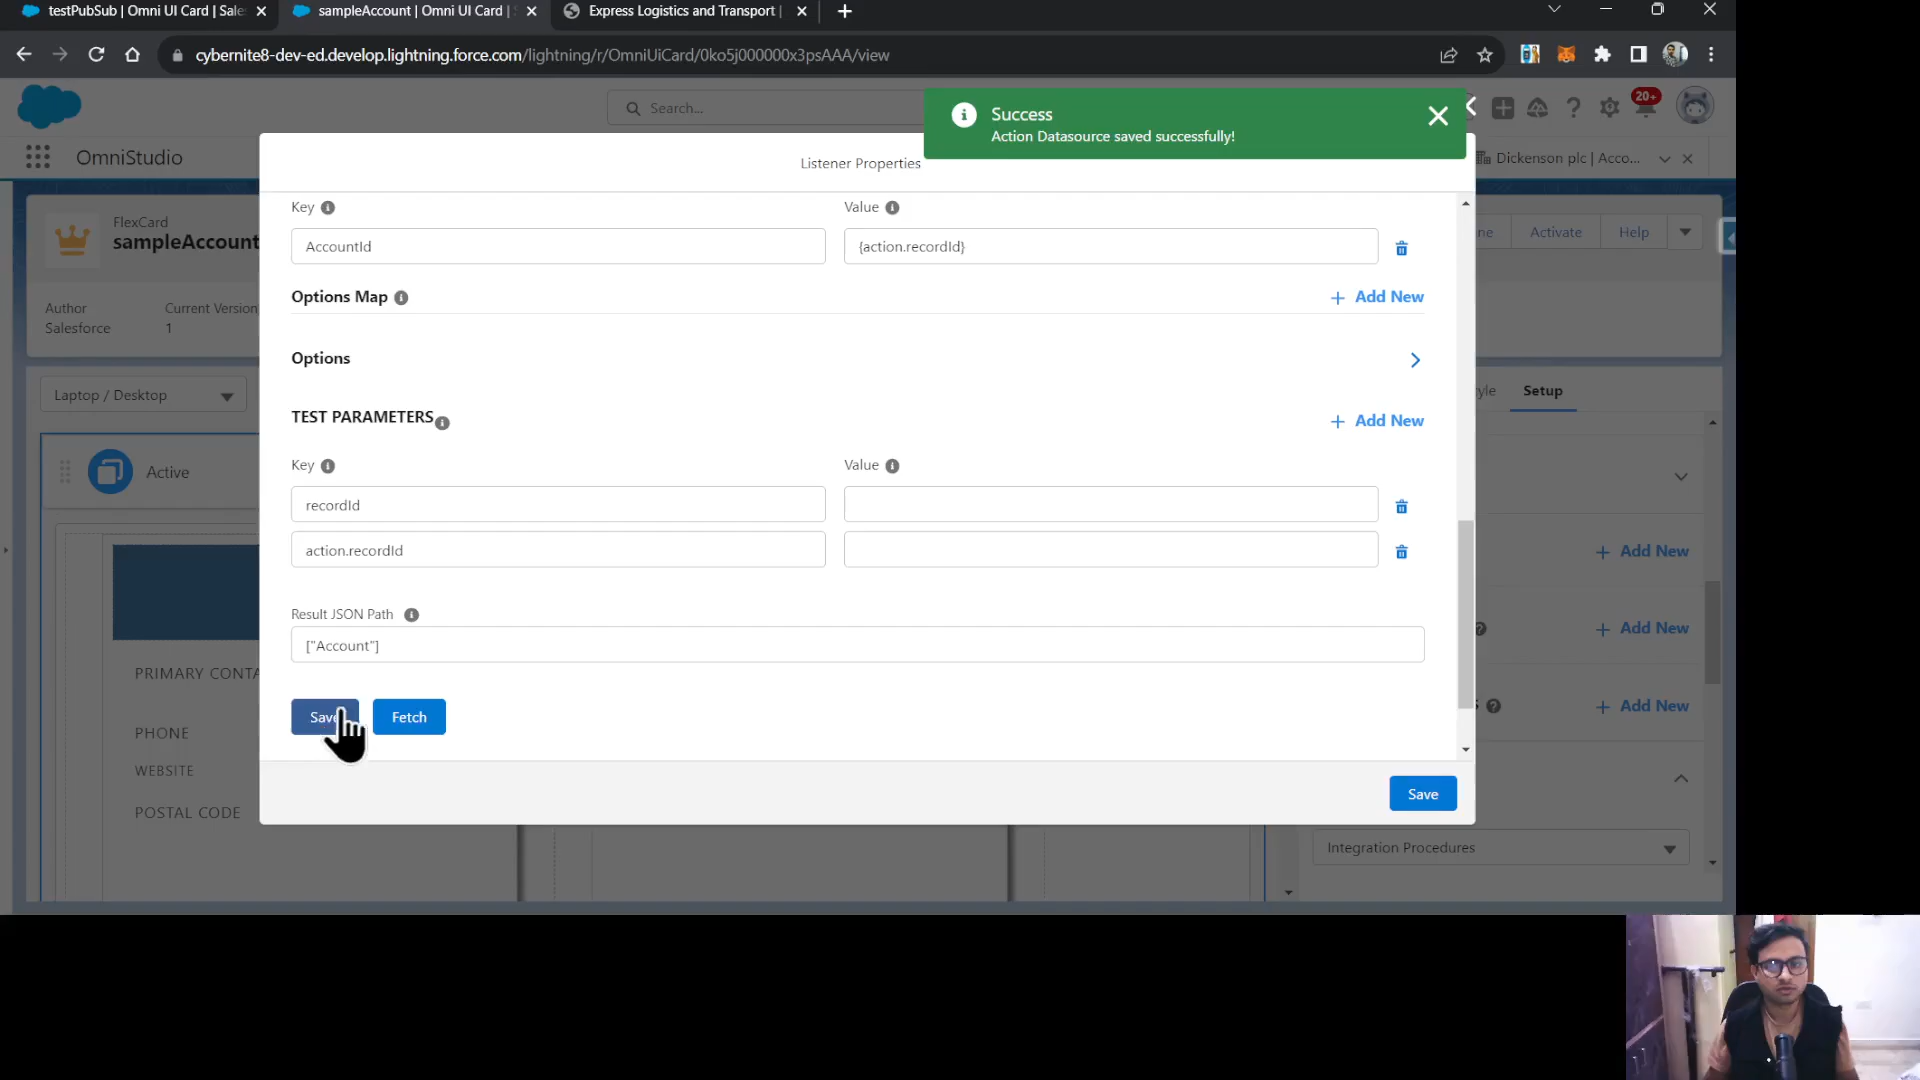 testPubSub | Omni UI Card | Sale
sampleAccount | Omni UI Card | S
Express Logistics and Transport |
cybernite8-dev-ed.develop.lightning.force.com/lightning/r/OmniUiCard/0ko5j000000x3psAAA/view
Search...
20+
Success
Action Datasource saved successfully!
OmniStudio
Listener Properties
Dickenson plc | Acco...
FlexCard
sampleAccount
Author
Current Version
Salesforce
1
ne
Activate
Help
Key
Value
AccountId
{action.recordId}
Options Map
Add New
Options
Laptop / Desktop
yle
Setup
TEST PARAMETERS
Add New
Active
Key
Value
recordId
action.recordId
Add New
Result JSON Path
["Account"]
Add New
PRIMARY CONTA
Save
Fetch
S
Add New
PHONE
WEBSITE
POSTAL CODE
Save
Integration Procedures